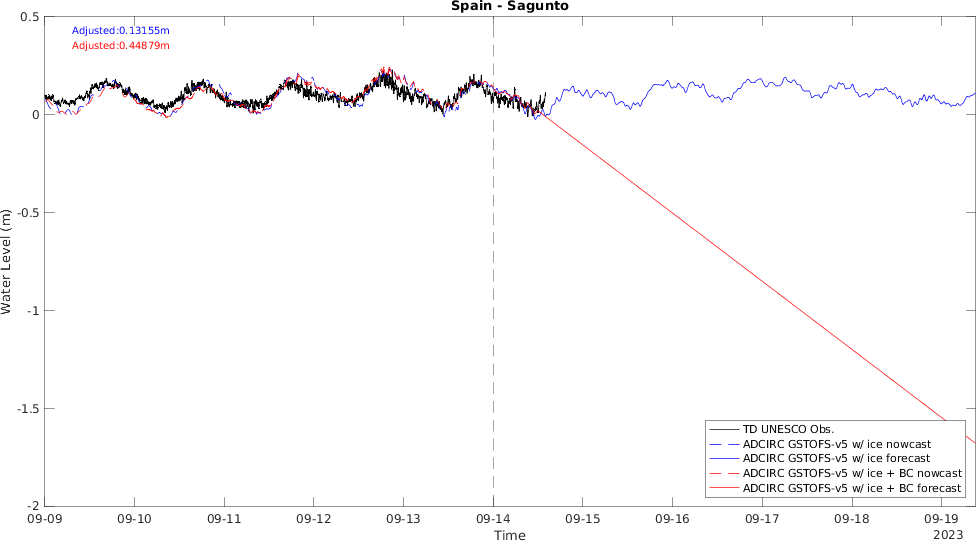 Spain - Sagunto
Adjusted:0.13155m
Adjusted:0.44879m
0.5
0
-0.5
-1
-1.5
-2
Water Level (m)
TD UNESCO Obs.
ADCIRC GSTOFS-v5 w/ ice nowcast
ADCIRC GSTOFS-v5 w/ ice forecast
ADCIRC GSTOFS-v5 w/ ice + BC nowcast
ADCIRC GSTOFS-v5 w/ ice + BC forecast
09-09 09-10 09-11 09-12 09-13 09-14 09-15 09-16 09-17 09-18 09-19
Time
2023